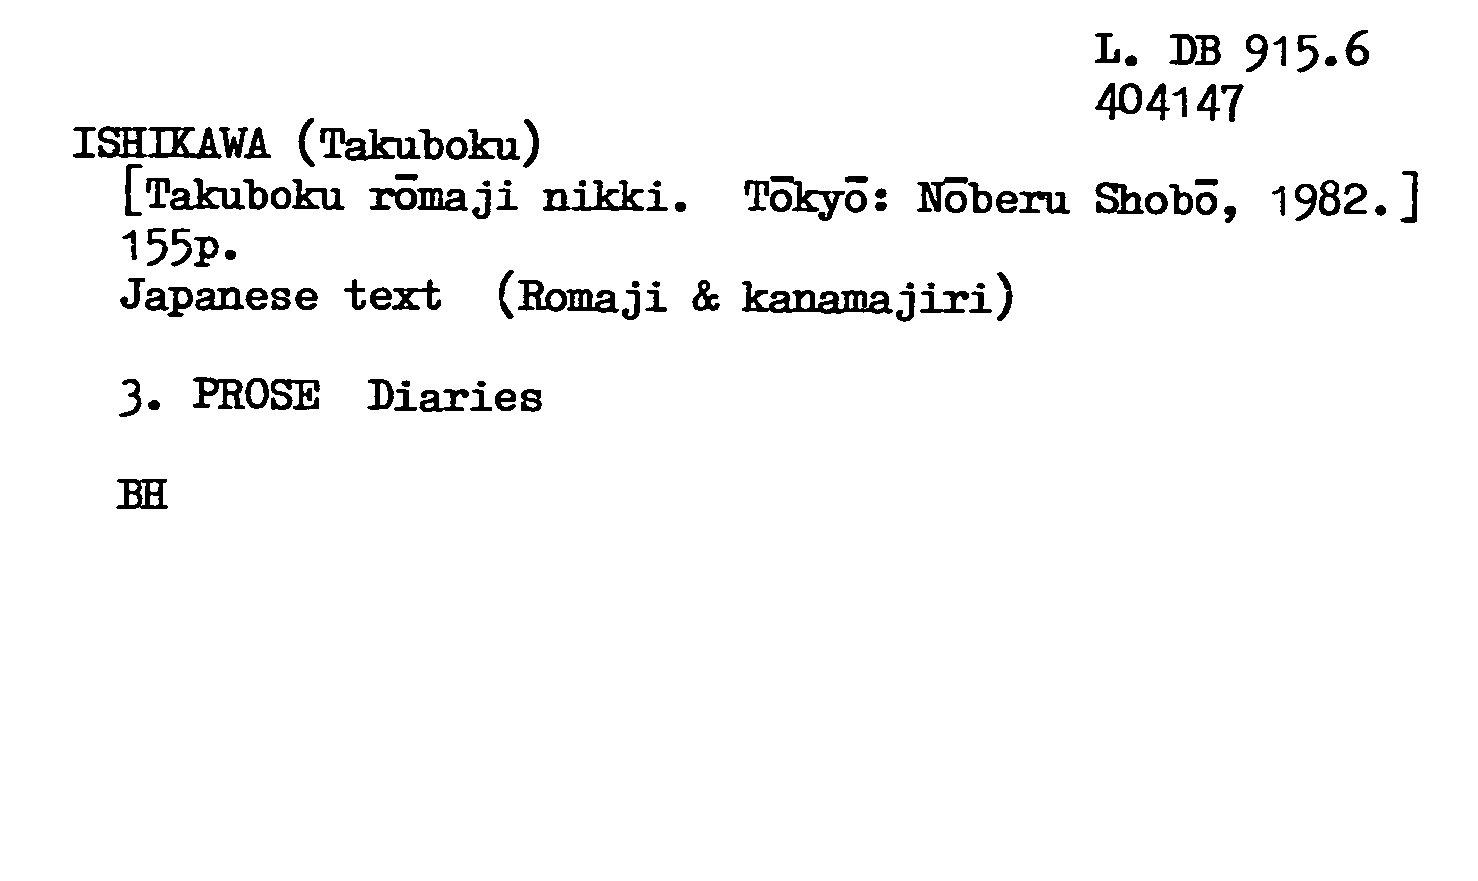 L. DB 915.6
404147
ISHIKAWA (Takuboku)
[Takuboku rōmaji nikki. Tōkyō: Nōberu Shobō, 1982.]
155p.
Japanese text (Romaji & kanamajiri)
3. PROSE Diaries
BH